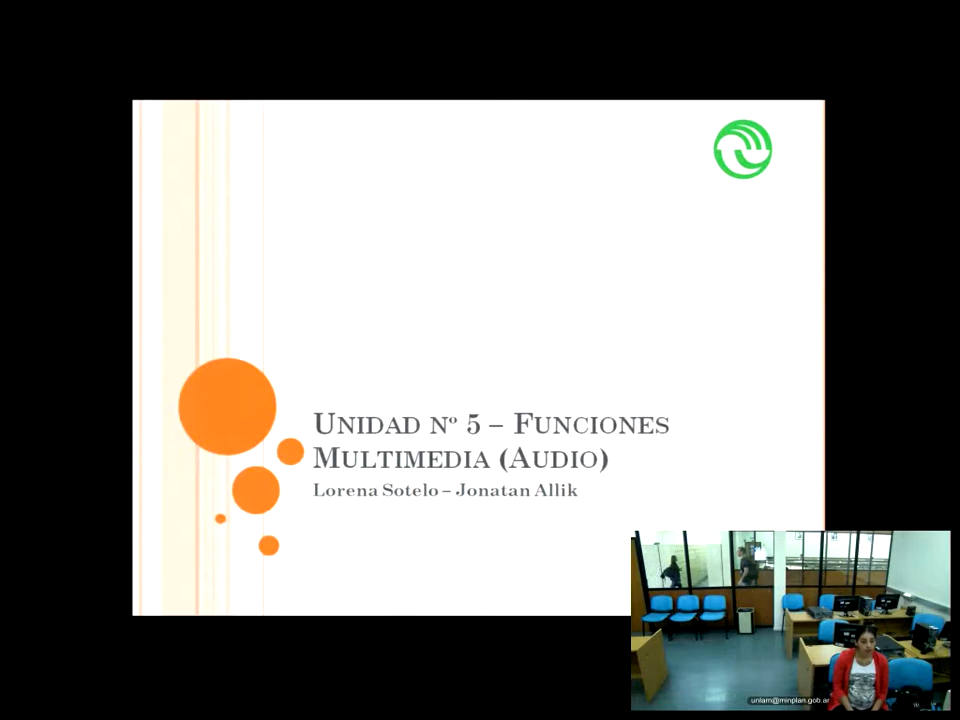 Unidad nº 5 – Funciones
Multimedia (Audio)
Lorena Sotelo – Jonatan Allik
unlam@minplan.gob.ar